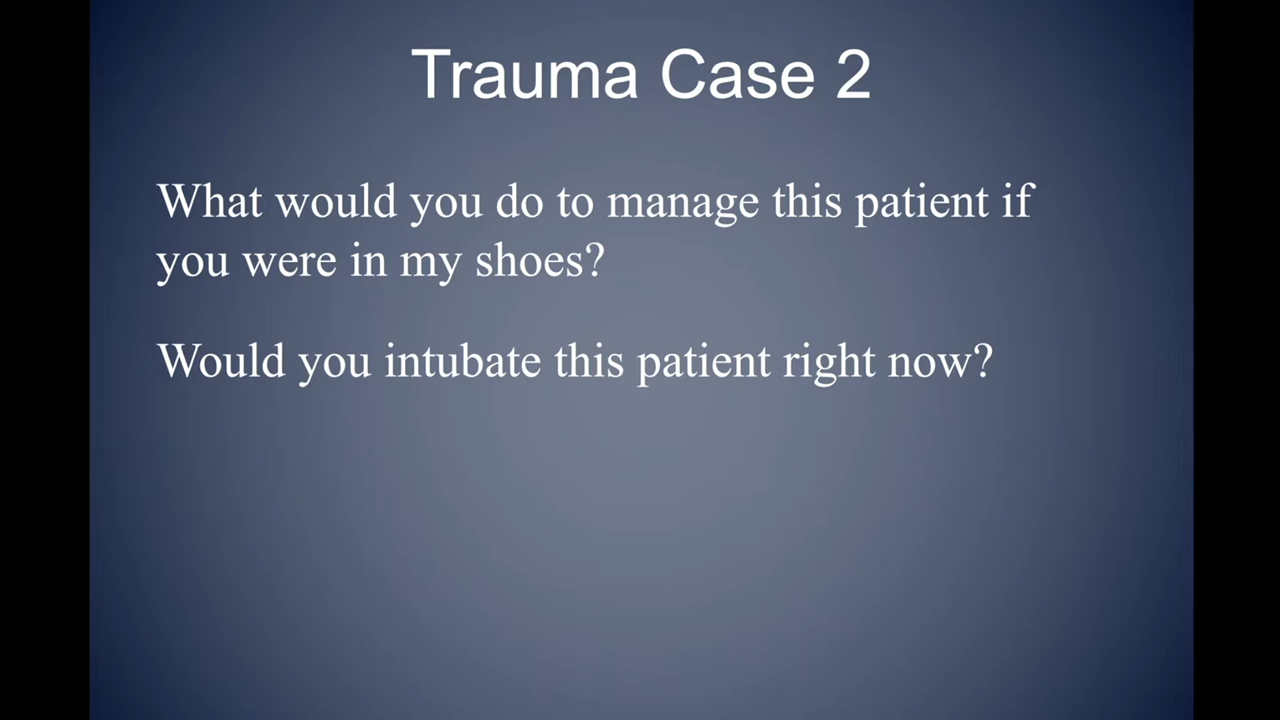 Trauma Case 2
What would you do to manage this patient if
you were in my shoes?
Would you intubate this patient right now?